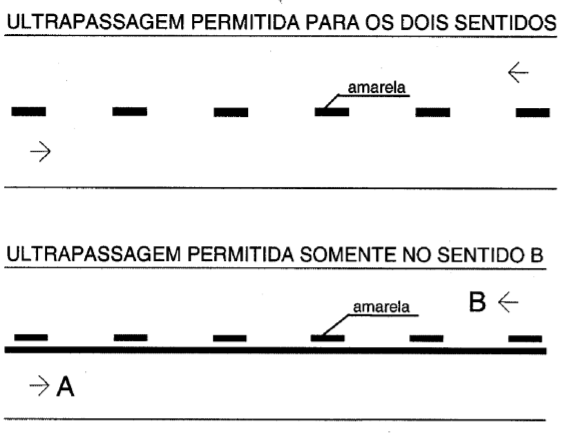 ULTRAPASSAGEM PERMITIDA PARA OS DOIS SENTIDOS
amarela
ULTRAPASSAGEM PERMITIDA SOMENTE NO SENTIDO B
amarela
B
A